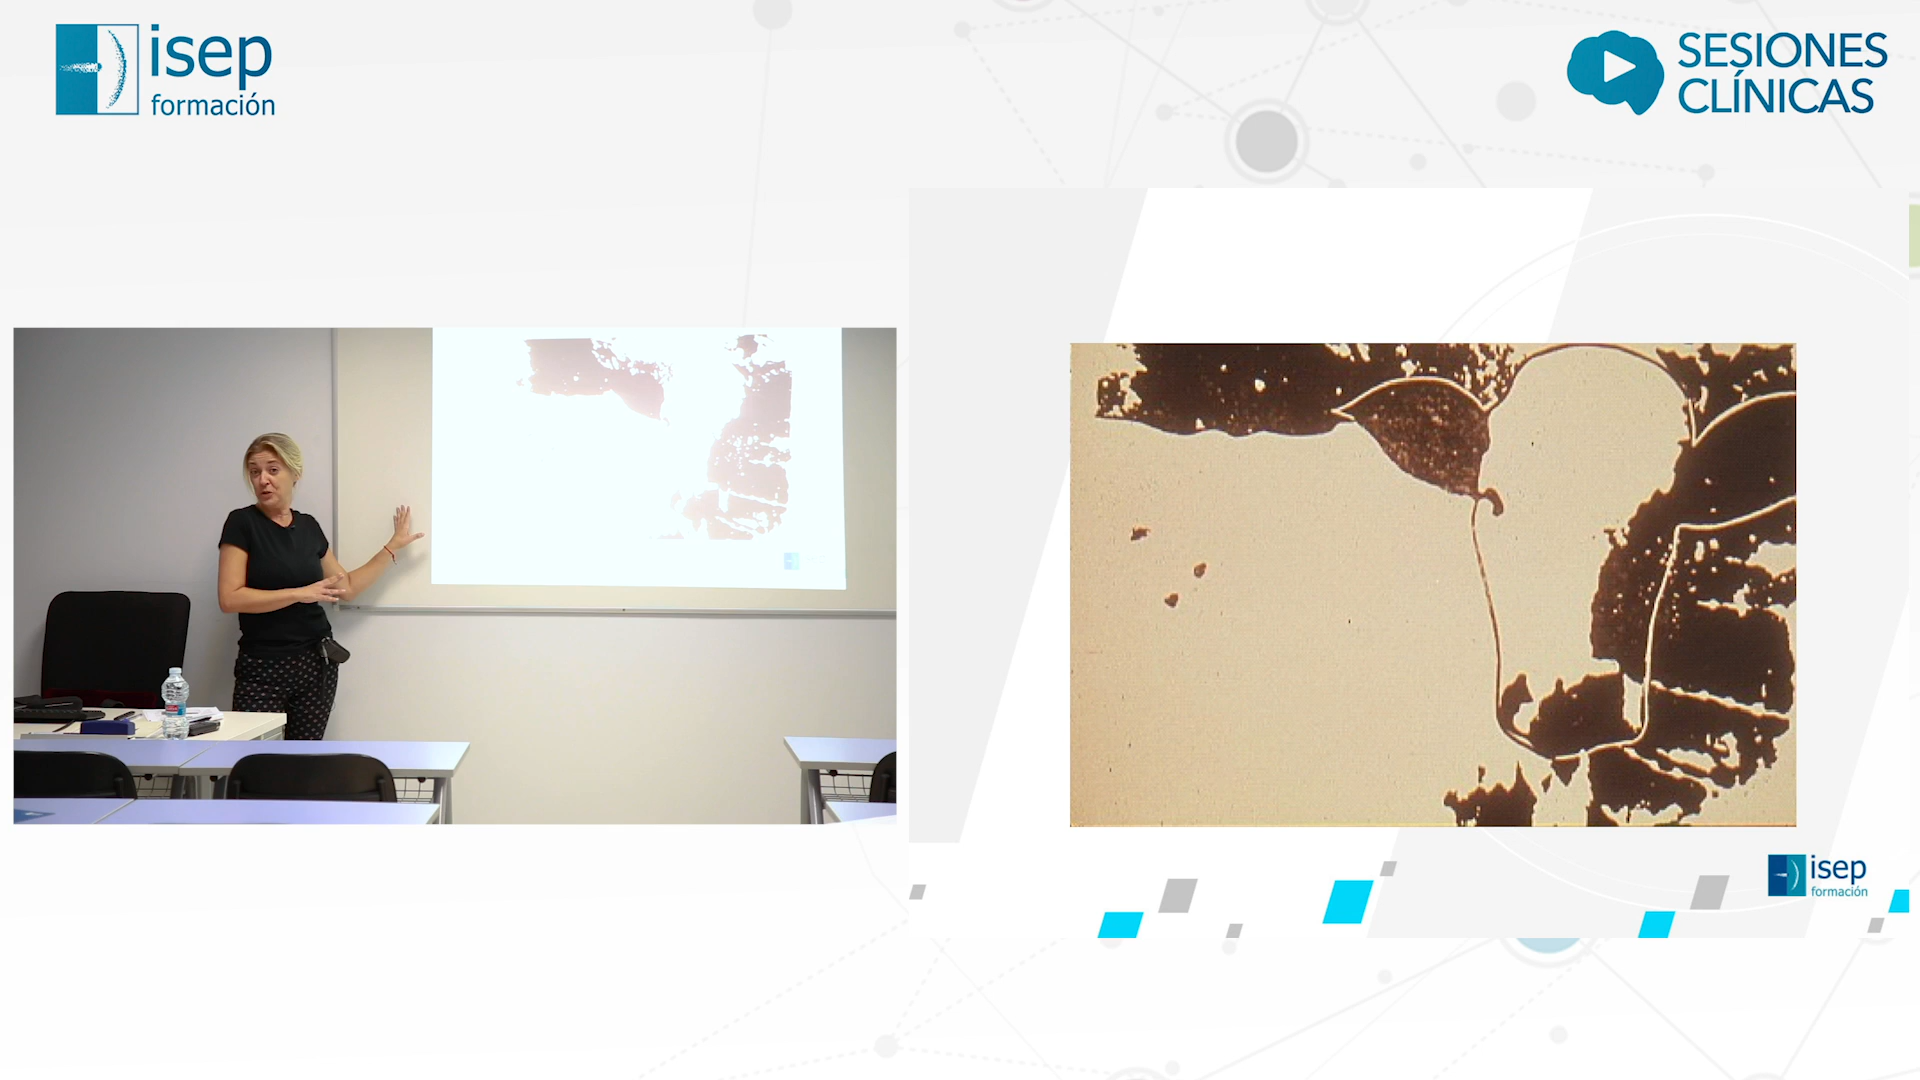 isep
formación
SESIONES
CLÍNICAS
isep
formación